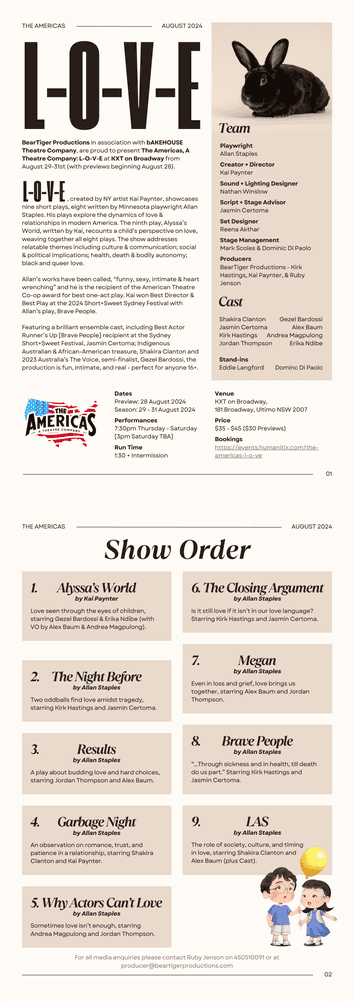 THE AMERICAS
AUGUST 2024
L-O-V-E
BearTiger Productions in association with bAKEHOUSE
Theatre Company, are proud to present The Americas, A
Theatre Company: L-O-V-E at KXT on Broadway from
August 29-31st (with previews beginning August 28).
L-O-V-E, created by NY artist Kai Paynter, showcases
nine short plays, eight written by Minnesota playwright Allan
Staples. His plays explore the dynamics of love &
relationships in modern America. The ninth play, Alyssa's
World, written by Kai, recounts a child's perspective on love,
weaving together all eight plays. The show addresses
relatable themes including culture & communication; social
& political implications; health, death & bodily autonomy;
black and queer love.
Allan's works have been called, "funny, sexy, intimate & heart
wrenching" and he is the recipient of the American Theatre
Co-op award for best one-act play. Kai won Best Director &
Best Play at the 2024 Short+Sweet Sydney Festival with
Allan's play, Brave People.
Featuring a brilliant ensemble cast, including Best Actor
Runner's Up [Brave People] recipient at the Sydney
Short+Sweet Festival, Jasmin Certoma; Indigenous
Australian & African-American treasure, Shakira Clanton and
2023 Australia's The Voice, semi-finalist, Gezel Bardossi, the
production is fun, intimate, and real - perfect for anyone 16+.
Team
Playwright
Allan Staples
Creator + Director
Kai Paynter
Sound + Lighting Designer
Nathan Winslow
Script + Stage Advisor
Jasmin Certoma
Set Designer
Reena Akthar
Stage Management
Mark Scoles & Dominic Di Paolo
Producers
BearTiger Productions - Kirk
Hastings, Kai Paynter, & Ruby
Jenson
Cast
Shakira Clanton Gezel Bardossi
Jasmin Certoma Alex Baum
Kirk Hastings Andrea Magpulong
Jordan Thompson Erika Ndibe
Stand-ins
Eddie Langford Dominc Di Paolo
THE
AMERICAS
A THEATRE COMPANY
Dates
Preview: 28 August 2024
Season: 29 - 31 August 2024
Performances
7:30pm Thursday - Saturday
[3pm Saturday TBA]
Run Time
1:30 + Intermission
Venue
KXT on Broadway,
181 Broadway, Ultimo NSW 2007
Price
$35 - $45 ($30 Previews)
Bookings
https://events.humanitix.com/the-
americas-l-o-ve
01
THE AMERICAS
AUGUST 2024
Show Order
1. Alyssa's World
by Kai Paynter
Love seen through the eyes of children,
starring Gezel Bardossi & Erika Ndibe (with
VO by Alex Baum & Andrea Magpulong).
2. The Night Before
by Allan Staples
Two oddballs find love amidst tragedy,
starring Kirk Hastings and Jasmin Certoma.
3. Results
by Allan Staples
A play about budding love and hard choices,
starring Jordan Thompson and Alex Baum.
4. Garbage Night
by Allan Staples
An observation on romance, trust, and
patience in a relationship, starring Shakira
Clanton and Kai Paynter.
5. Why Actors Can't Love
by Allan Staples
Sometimes love isn't enough, starring
Andrea Magpulong and Jordan Thompson.
6. The Closing Argument
by Allan Staples
Is it still love if it isn't in our love language?
Starring Kirk Hastings and Jasmin Certoma.
7. Megan
by Allan Staples
Even in loss and grief, love brings us
together, starring Alex Baum and Jordan
Thompson.
8. Brave People
by Allan Staples
"...Through sickness and in health, till death
do us part." Starring Kirk Hastings and
Jasmin Certoma.
9. LAS
by Allan Staples
The role of society, culture, and timing
in love, starring Shakira Clanton and
Alex Baum (plus Cast).
For all media enquiries please contact Ruby Jenson on 450510091 or at
producer@beartigerproductions.com
02